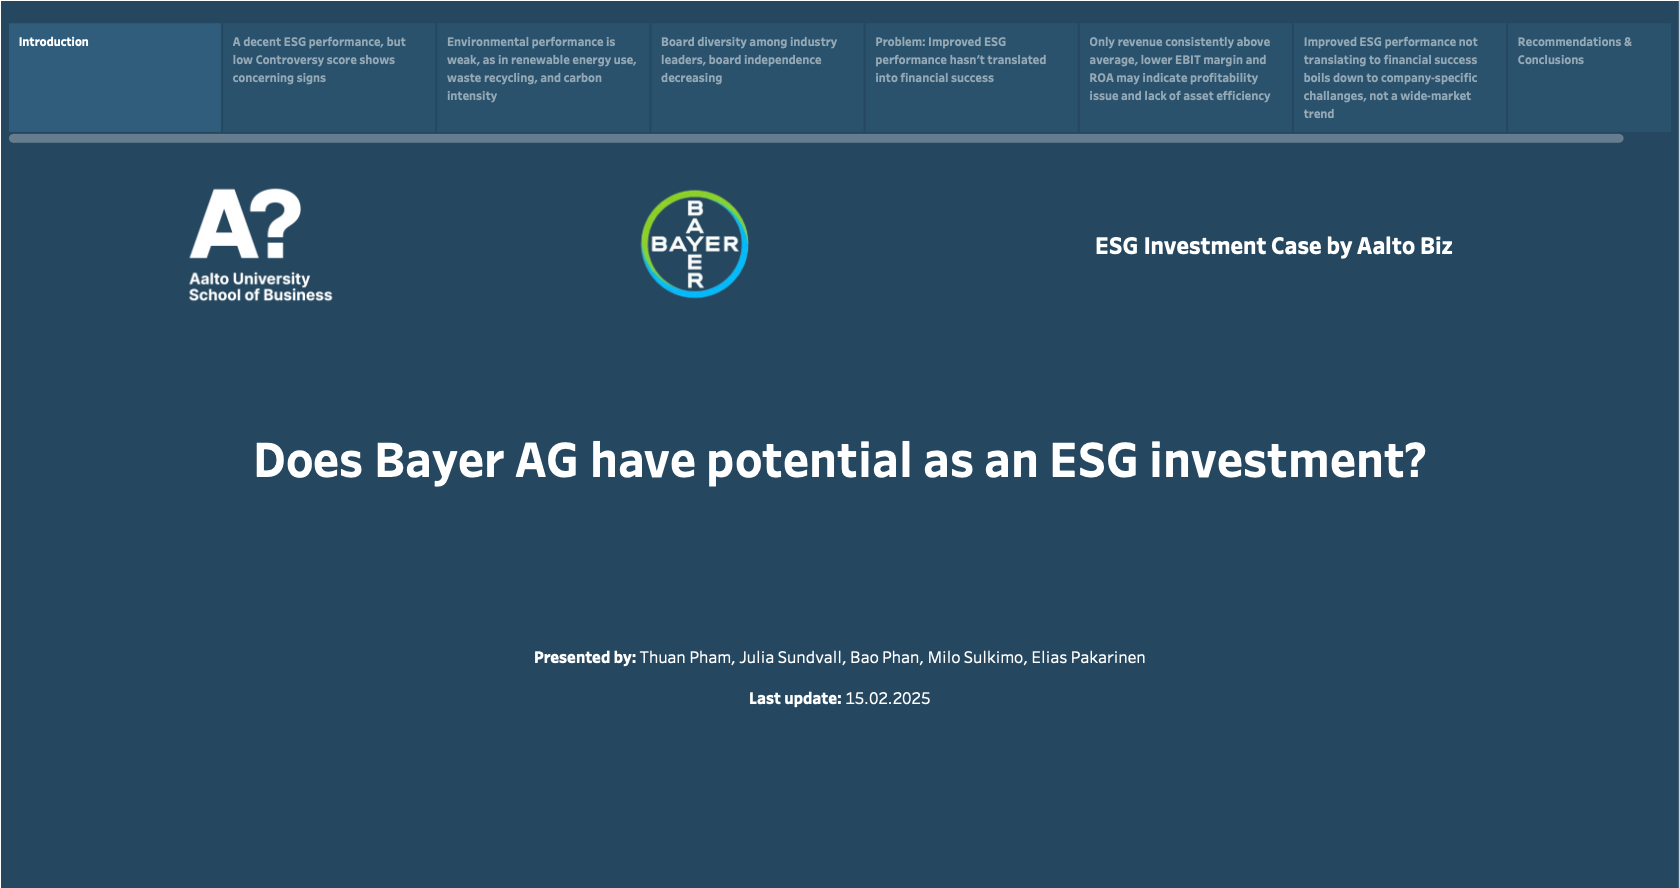 Introduction
A decent ESG performance, but
low Controversy score shows
concerning signs
Environmental performance is
weak, as in renewable energy use,
waste recycling, and carbon
intensity
Board diversity among industry
leaders, board independence
decreasing
Problem: Improved ESG
performance hasn't translated
into financial success
Only revenue consistently above
average, lower EBIT margin and
ROA may indicate profitability
issue and lack of asset efficiency
Improved ESG performance not
translating to financial success
boils down to company-specific
challanges, not a wide-market
trend
Recommendations &
Conclusions
A?
Aalto University
School of Business
BAYER
BAYER
ESG Investment Case by Aalto Biz
Does Bayer AG have potential as an ESG investment?
Presented by: Thuan Pham, Julia Sundvall, Bao Phan, Milo Sulkimo, Elias Pakarinen
Last update: 15.02.2025